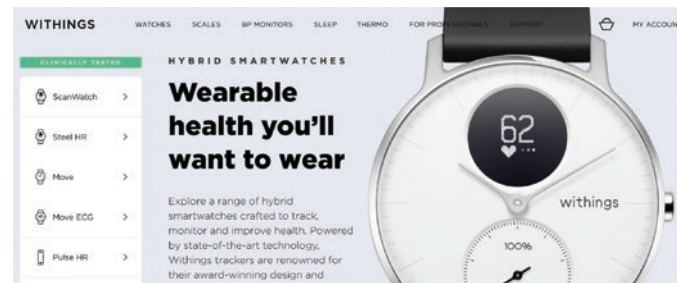 WITHINGS
WATCHES SCALES BP MONITORS SLEEP THERMO FOR PROFESSIONALS SUPPORT MY ACCOUN
CLINICALLY TESTED
ScanWatch
Steel HR
Move
Move ECG
Pulse HR
HYBRID SMARTWATCHES
Wearable
health you'll
want to wear
Explore a range of hybrid
smartwatches crafted to track,
monitor and improve health. Powered
by state-of-the-art technology,
Withings trackers are renowned for
their award-winning design and
62
withings
100%